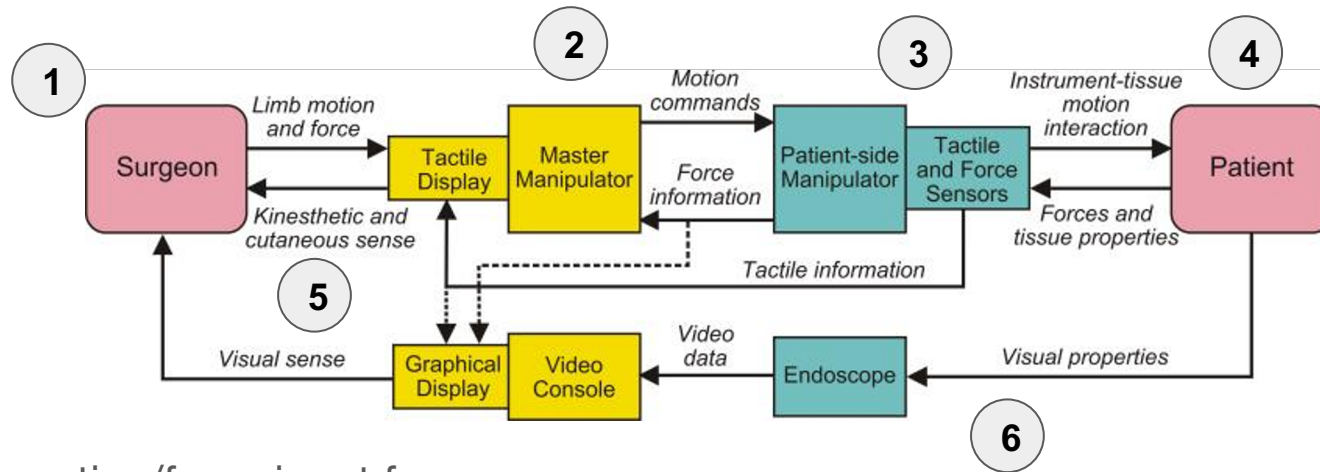 1
2
3
4
Limb motion
and force
Motion
commands
Instrument-tissue
motion
interaction
Surgeon
Tactile
Display
Master
Manipulator
Patient-side
Manipulator
Tactile
and Force
Sensors
Patient
Force
information
Kinesthetic and
cutaneous sense
Forces and
tissue properties
Tactile information
5
Visual sense
Graphical
Display
Video
Console
Video
data
Endoscope
Visual properties
6